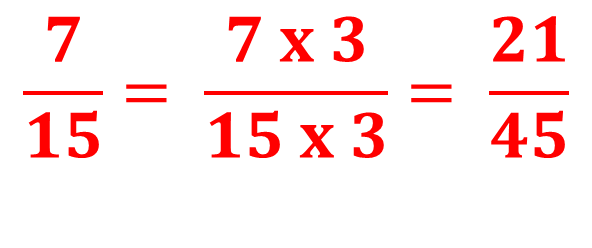 7   7 x 3   21
— = ——— = —
15   15 x 3   45